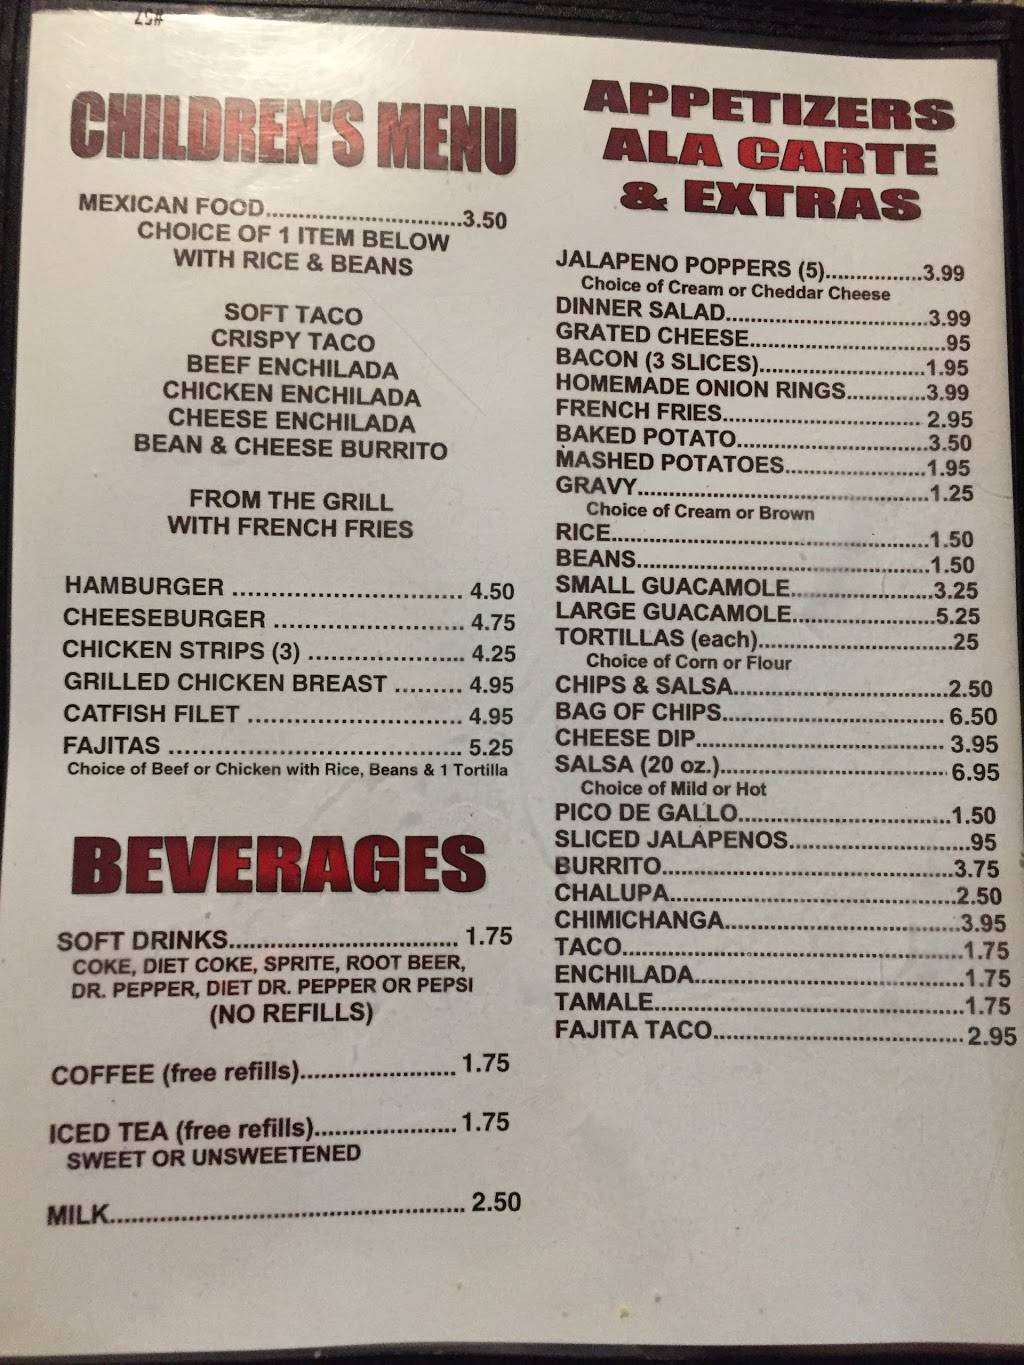 #57
CHILDREN'S MENU
MEXICAN FOOD...........................3.50
CHOICE OF 1 ITEM BELOW
WITH RICE & BEANS
SOFT TACO
CRISPY TACO
BEEF ENCHILADA
CHICKEN ENCHILADA
CHEESE ENCHILADA
BEAN & CHEESE BURRITO
FROM THE GRILL
WITH FRENCH FRIES
HAMBURGER ............................ 4.50
CHEESEBURGER ....................... 4.75
CHICKEN STRIPS (3) ................... 4.25
GRILLED CHICKEN BREAST ......... 4.95
CATFISH FILET .......................... 4.95
FAJITAS .................................... 5.25
Choice of Beef or Chicken with Rice, Beans & 1 Tortilla
BEVERAGES
SOFT DRINKS................................ 1.75
COKE, DIET COKE, SPRITE, ROOT BEER,
DR. PEPPER, DIET DR. PEPPER OR PEPSI
(NO REFILLS)
COFFEE (free refills)...................... 1.75
ICED TEA (free refills).................... 1.75
SWEET OR UNSWEETENED
MILK................................................. 2.50
APPETIZERS
ALA CARTE
& EXTRAS
JALAPENO POPPERS (5)................3.99
Choice of Cream or Cheddar Cheese
DINNER SALAD.................................3.99
GRATED CHEESE................................95
BACON (3 SLICES)...........................1.95
HOMEMADE ONION RINGS.............3.99
FRENCH FRIES................................. 2.95
BAKED POTATO...............................3.50
MASHED POTATOES.......................1.95
GRAVY................................................1.25
Choice of Cream or Brown
RICE....................................................1.50
BEANS................................................1.50
SMALL GUACAMOLE.......................3.25
LARGE GUACAMOLE.......................5.25
TORTILLAS (each)...............................25
Choice of Corn or Flour
CHIPS & SALSA..................................2.50
BAG OF CHIPS................................... 6.50
CHEESE DIP....................................... 3.95
SALSA (20 oz.).................................... 6.95
Choice of Mild or Hot
PICO DE GALLO..................................1.50
SLICED JALAPENOS.............................95
BURRITO...............................................3.75
CHALUPA..............................................2.50
CHIMICHANGA.....................................3.95
TACO......................................................1.75
ENCHILADA...........................................1.75
TAMALE..................................................1.75
FAJITA TACO........................................ 2.95